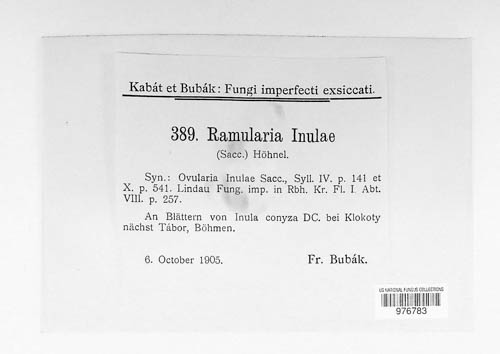 Kabát et Bubák: Fungi imperfecti exsiccati.
389. Ramularia Inulae
(Sacc.) Höhnel.
Syn.: Ovularia Inulae Sacc., Syll. IV. p. 141 et
X. p. 541. Lindau Fung. imp. in Rbh. Kr. Fl. I. Abt.
VIII. p. 257.
An Blättern von Inula conyza DC. bei Klokoty
nächst Tábor, Böhmen.
6. October 1905. Fr. Bubák.
US NATIONAL FUNGUS COLLECTIONS
976783